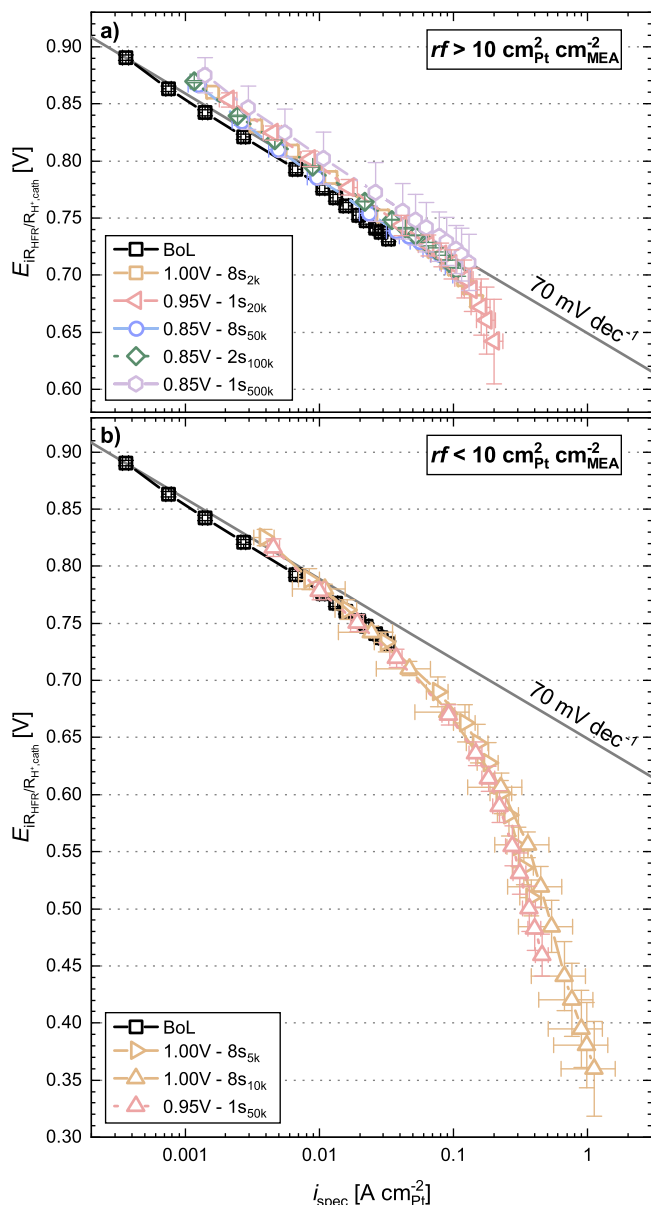 a)
rf > 10 cm²Pt cm⁻²MEA
0.90
0.85
0.80
0.75
0.70
0.65
0.60
EiRHFR/RH⁺,cath [V]
BoL
1.00V - 8s2k
0.95V - 1s20k
0.85V - 8s50k
0.85V - 2s100k
0.85V - 1s500k
70 mV dec⁻¹
b)
rf < 10 cm²Pt cm⁻²MEA
0.90
0.85
0.80
0.75
0.70
0.65
0.60
0.55
0.50
0.45
0.40
0.35
0.30
EiRHFR/RH⁺,cath [V]
70 mV dec⁻¹
BoL
1.00V - 8s5k
1.00V - 8s10k
0.95V - 1s50k
0.001
0.01
0.1
1
ispec [A cm⁻²Pt]